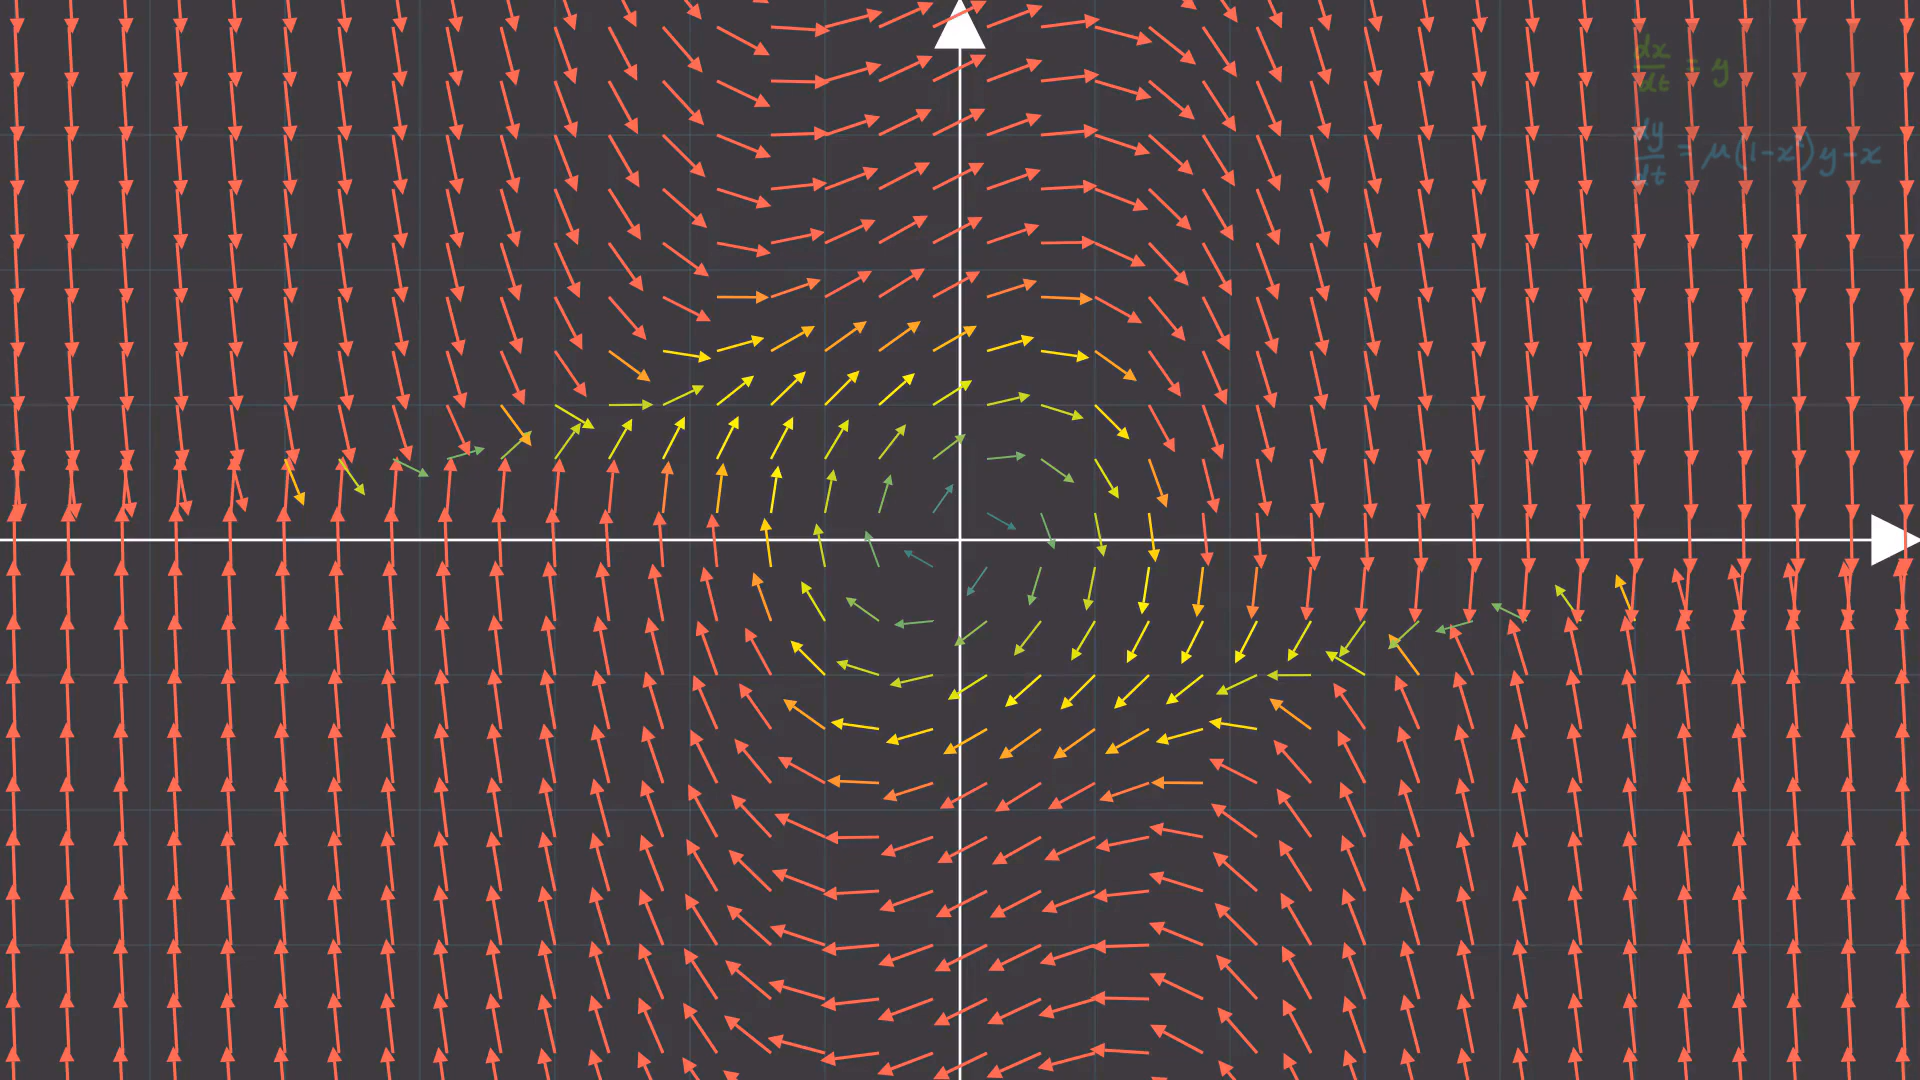 dx/dt = y
dy/dt = μ(1-x²)y-x